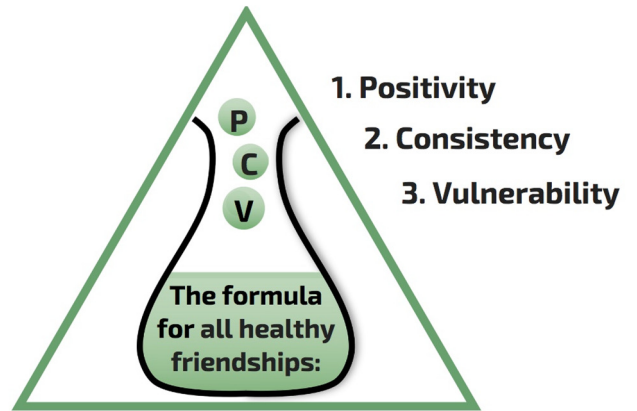 P
C
V
The formula
for all healthy
friendships:
1. Positivity
2. Consistency
3. Vulnerability